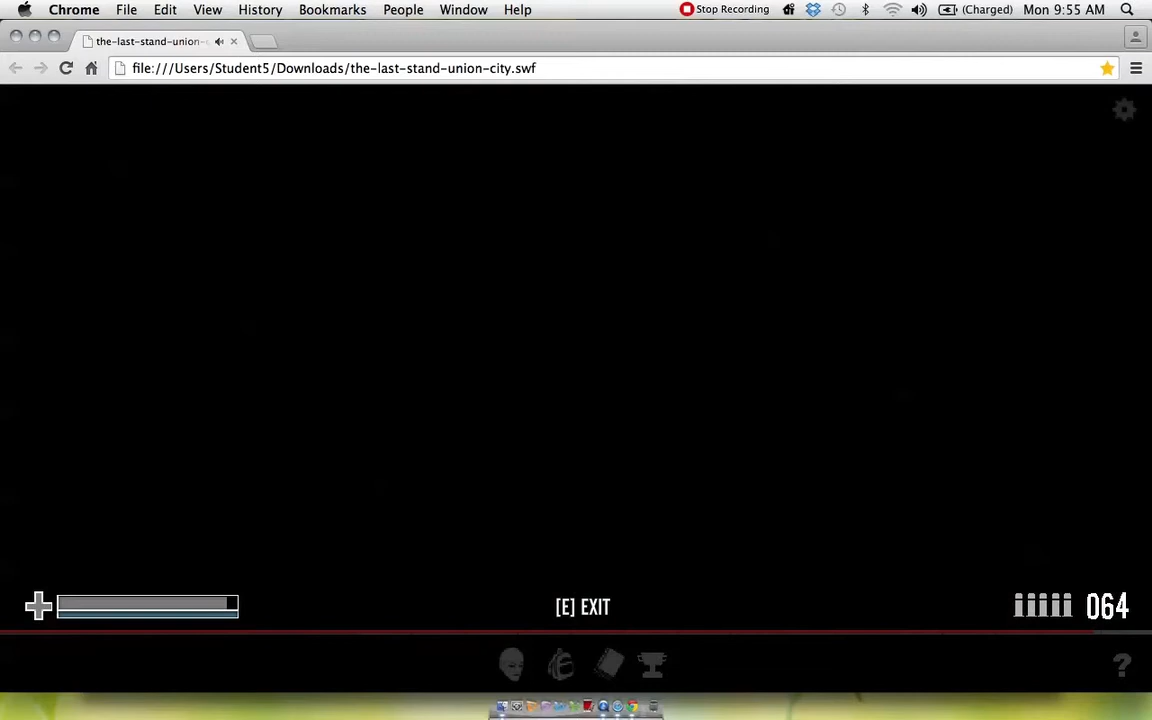 Chrome File Edit View History Bookmarks People Window Help Stop Recording (Charged) Mon 9:55 AM
the-last-stand-union-
file:///Users/Student5/Downloads/the-last-stand-union-city.swf
[E] EXIT 064
?